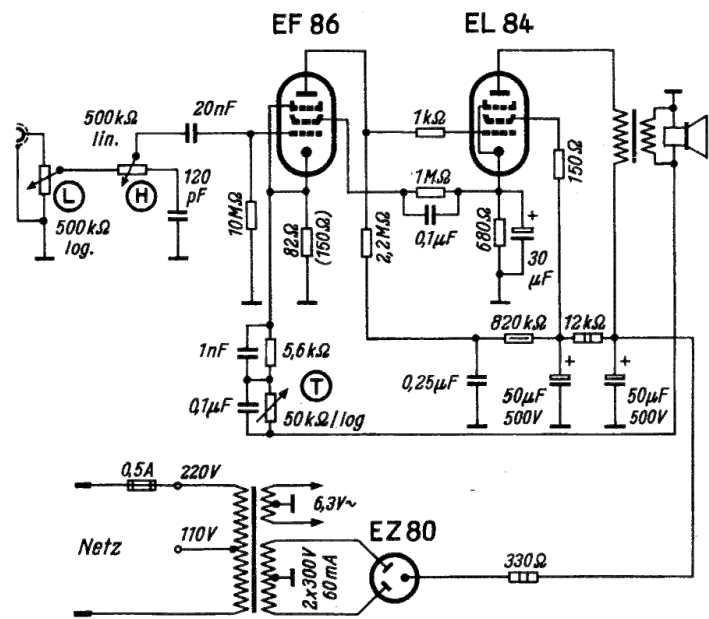 EF 86
EL 84
500kΩ
lin.
20nF
1kΩ
120
pF
L
H
500kΩ
log.
10MΩ
82Ω
(150Ω)
1MΩ
0,1µF
2,2MΩ
680Ω
+
30
µF
150Ω
1nF
5,6kΩ
T
0,1µF
50kΩ/log
820kΩ
12kΩ
0,25µF
+
50µF
500V
+
50µF
500V
0,5A
220V
6,3V~
Netz
110V
2x300V
60mA
EZ 80
330Ω